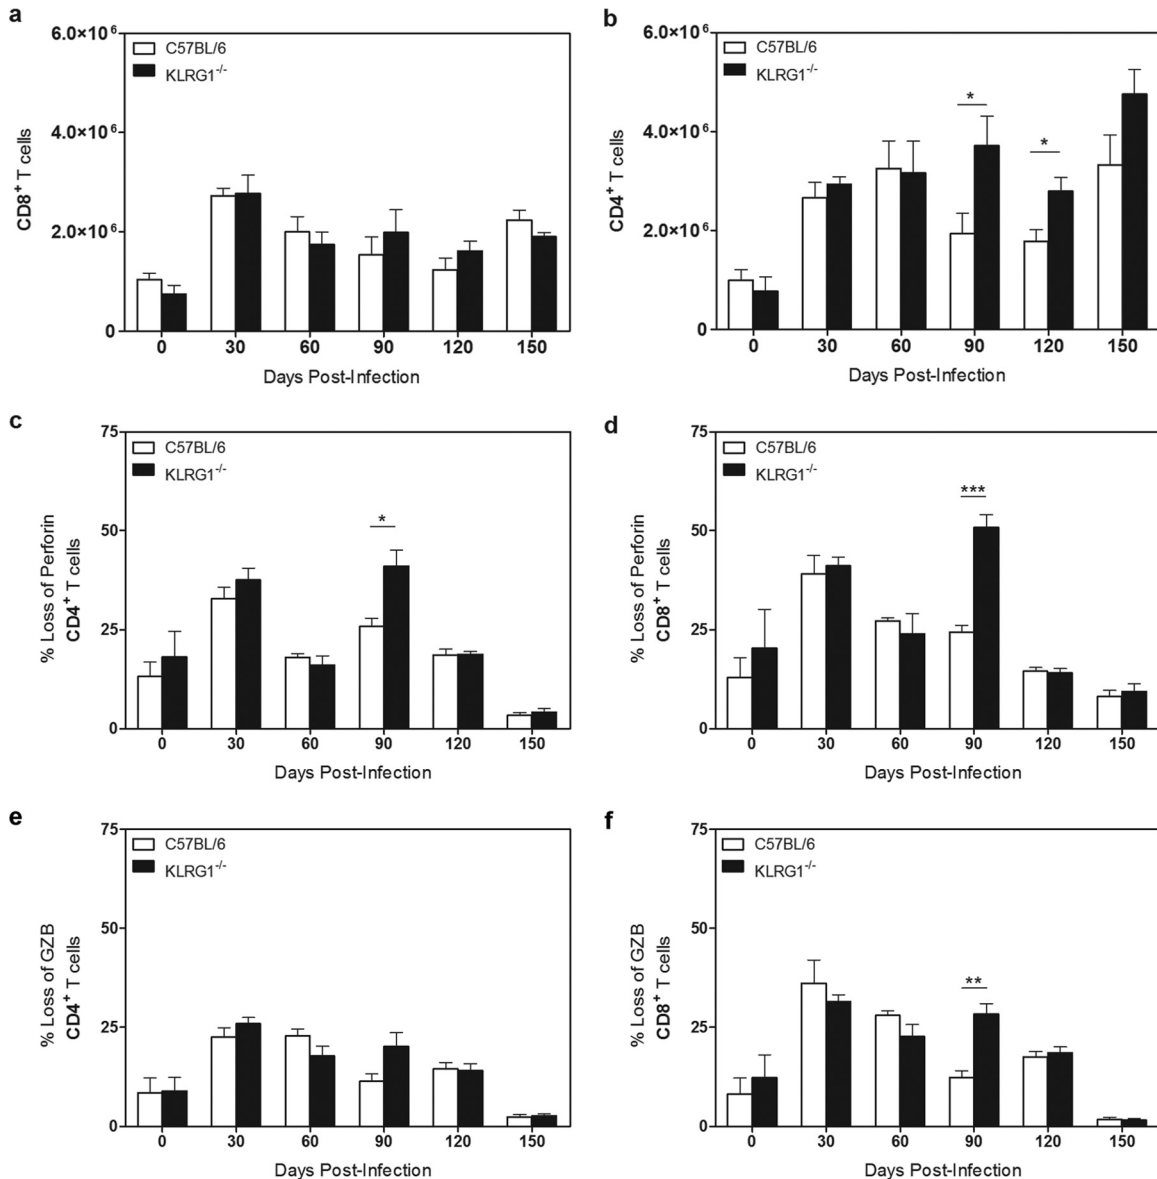 a
6.0×10⁶
4.0×10⁶
2.0×10⁶
0
CD8⁺ T cells
C57BL/6
KLRG1⁻/⁻
0 30 60 90 120 150
Days Post-Infection
b
6.0×10⁶
4.0×10⁶
2.0×10⁶
0
CD4⁺ T cells
C57BL/6
KLRG1⁻/⁻
*
*
0 30 60 90 120 150
Days Post-Infection
c
75
50
25
0
% Loss of Perforin
CD4⁺ T cells
C57BL/6
KLRG1⁻/⁻
*
0 30 60 90 120 150
Days Post-Infection
d
75
50
25
0
% Loss of Perforin
CD8⁺ T cells
C57BL/6
KLRG1⁻/⁻
***
0 30 60 90 120 150
Days Post-Infection
e
75
50
25
0
% Loss of GZB
CD4⁺ T cells
C57BL/6
KLRG1⁻/⁻
0 30 60 90 120 150
Days Post-Infection
f
75
50
25
0
% Loss of GZB
CD8⁺ T cells
C57BL/6
KLRG1⁻/⁻
**
0 30 60 90 120 150
Days Post-Infection